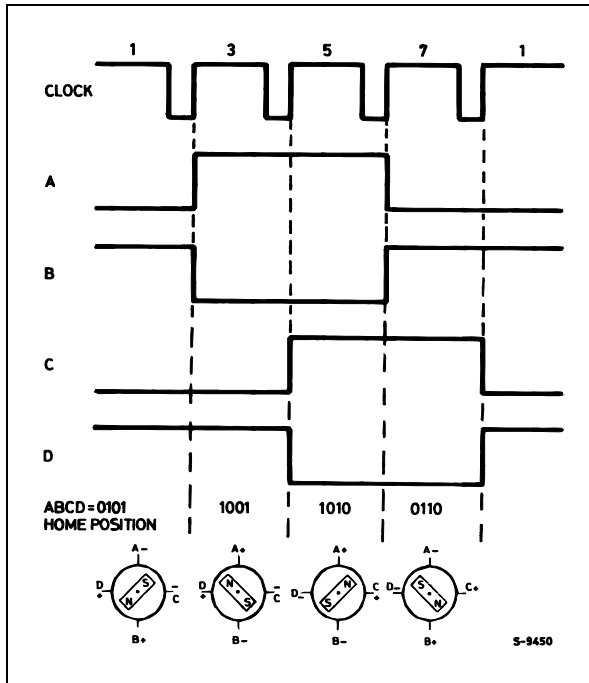 1 3 5 7 1
CLOCK
A
B
C
D
ABCD=0101 1001 1010 0110
HOME POSITION
A- A+ A+ A-
D + S N - C
D + N S - C
D- N S C +
D- S N C+
B+ B- B- B+
S-9450